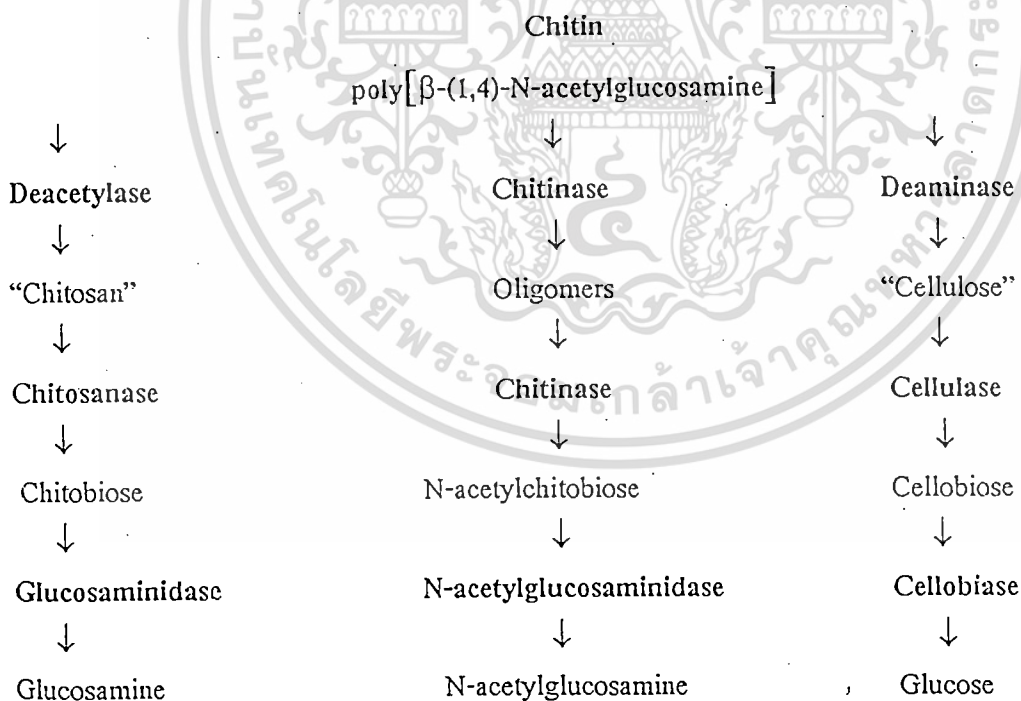 Chitin
poly[β-(1,4)-N-acetylglucosamine]
↓ ↓ ↓
Deacetylase Chitinase Deaminase
↓ ↓ ↓
“Chitosan” Oligomers “Cellulose”
↓ ↓ ↓
Chitosanase Chitinase Cellulase
↓ ↓ ↓
Chitobiose N-acetylchitobiose Cellobiose
↓ ↓ ↓
Glucosaminidase N-acetylglucosaminidase Cellobiase
↓ ↓ ↓
Glucosamine N-acetylglucosamine , Glucose